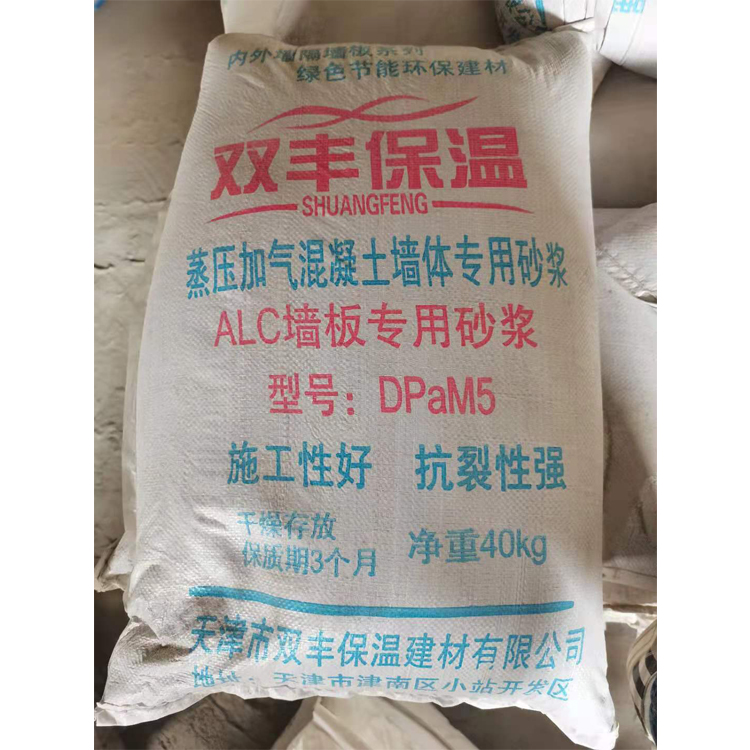 内外墙隔墙板系列
绿色节能环保建材
双丰保温
SHUANGFENG
蒸压加气混凝土墙体专用砂浆
ALC墙板专用砂浆
型号：DPaM5
施工性好 抗裂性强
干燥存放
保质期3个月 净重40kg
天津市双丰保温建材有限公司
地址：天津市津南区小站开发区